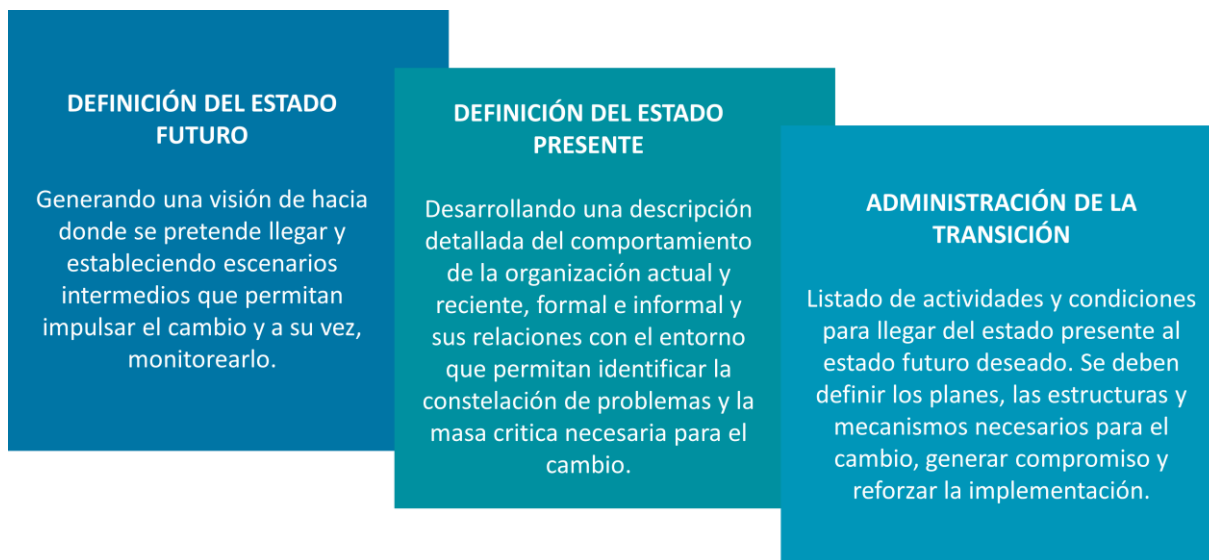 DEFINICIÓN DEL ESTADO
FUTURO
Generando una visión de hacia
donde se pretende llegar y
estableciendo escenarios
intermedios que permitan
impulsar el cambio y a su vez,
monitorearlo.
DEFINICIÓN DEL ESTADO
PRESENTE
Desarrollando una descripción
detallada del comportamiento
de la organización actual y
reciente, formal e informal y
sus relaciones con el entorno
que permitan identificar la
constelación de problemas y la
masa critica necesaria para el
cambio.
ADMINISTRACIÓN DE LA
TRANSICIÓN
Listado de actividades y condiciones
para llegar del estado presente al
estado futuro deseado. Se deben
definir los planes, las estructuras y
mecanismos necesarios para el
cambio, generar compromiso y
reforzar la implementación.